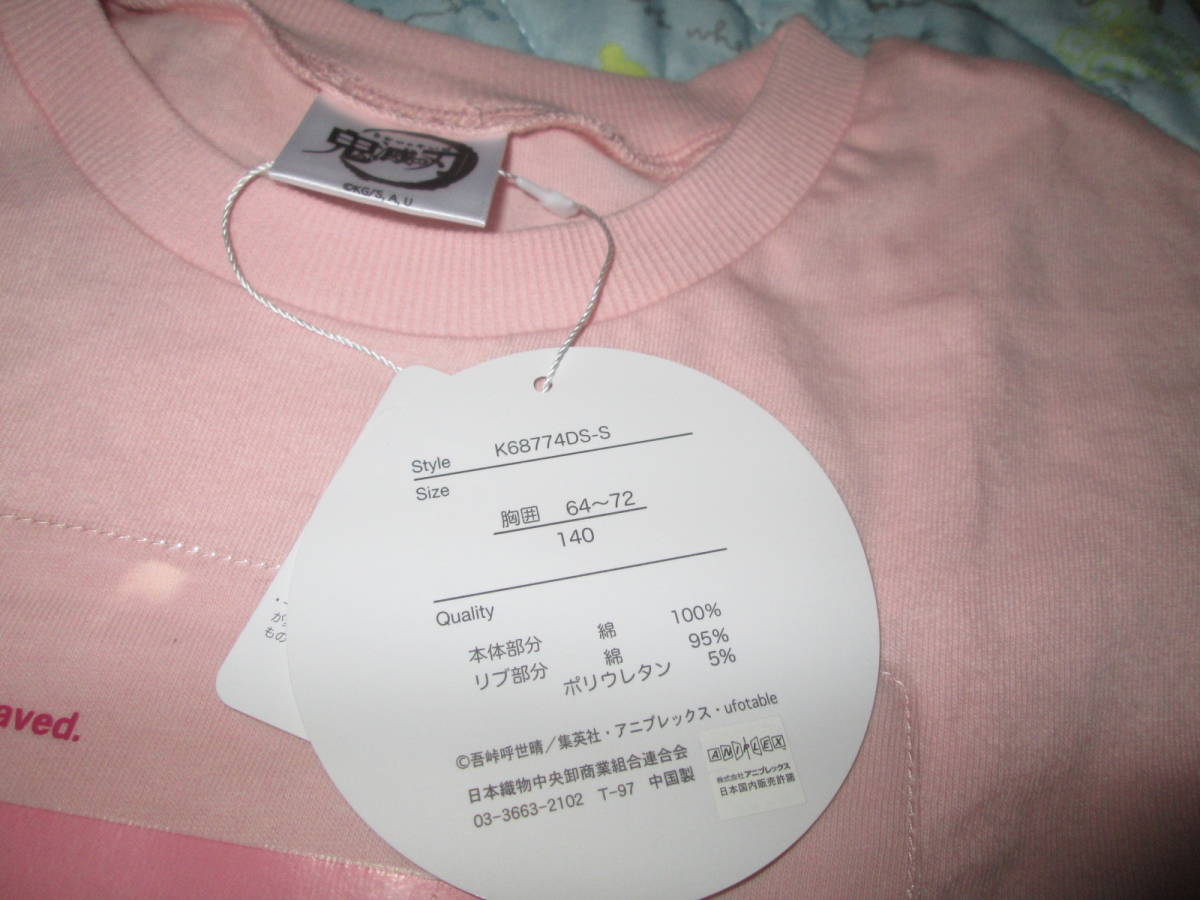 whe
鬼滅の刃
©KG/S, A, U
Style K68774DS-S
Size
胸囲 64〜72
140
Quality
本体部分 綿 100%
リブ部分 綿 95%
ポリウレタン 5%
©吾峠呼世晴／集英社・アニプレックス・ufotable
日本織物中央卸商業組合連合会
03-3663-2102 T-97 中国製
ANIPLEX
株式会社アニプレックス
日本国内販売許諾
が
もの
aved.